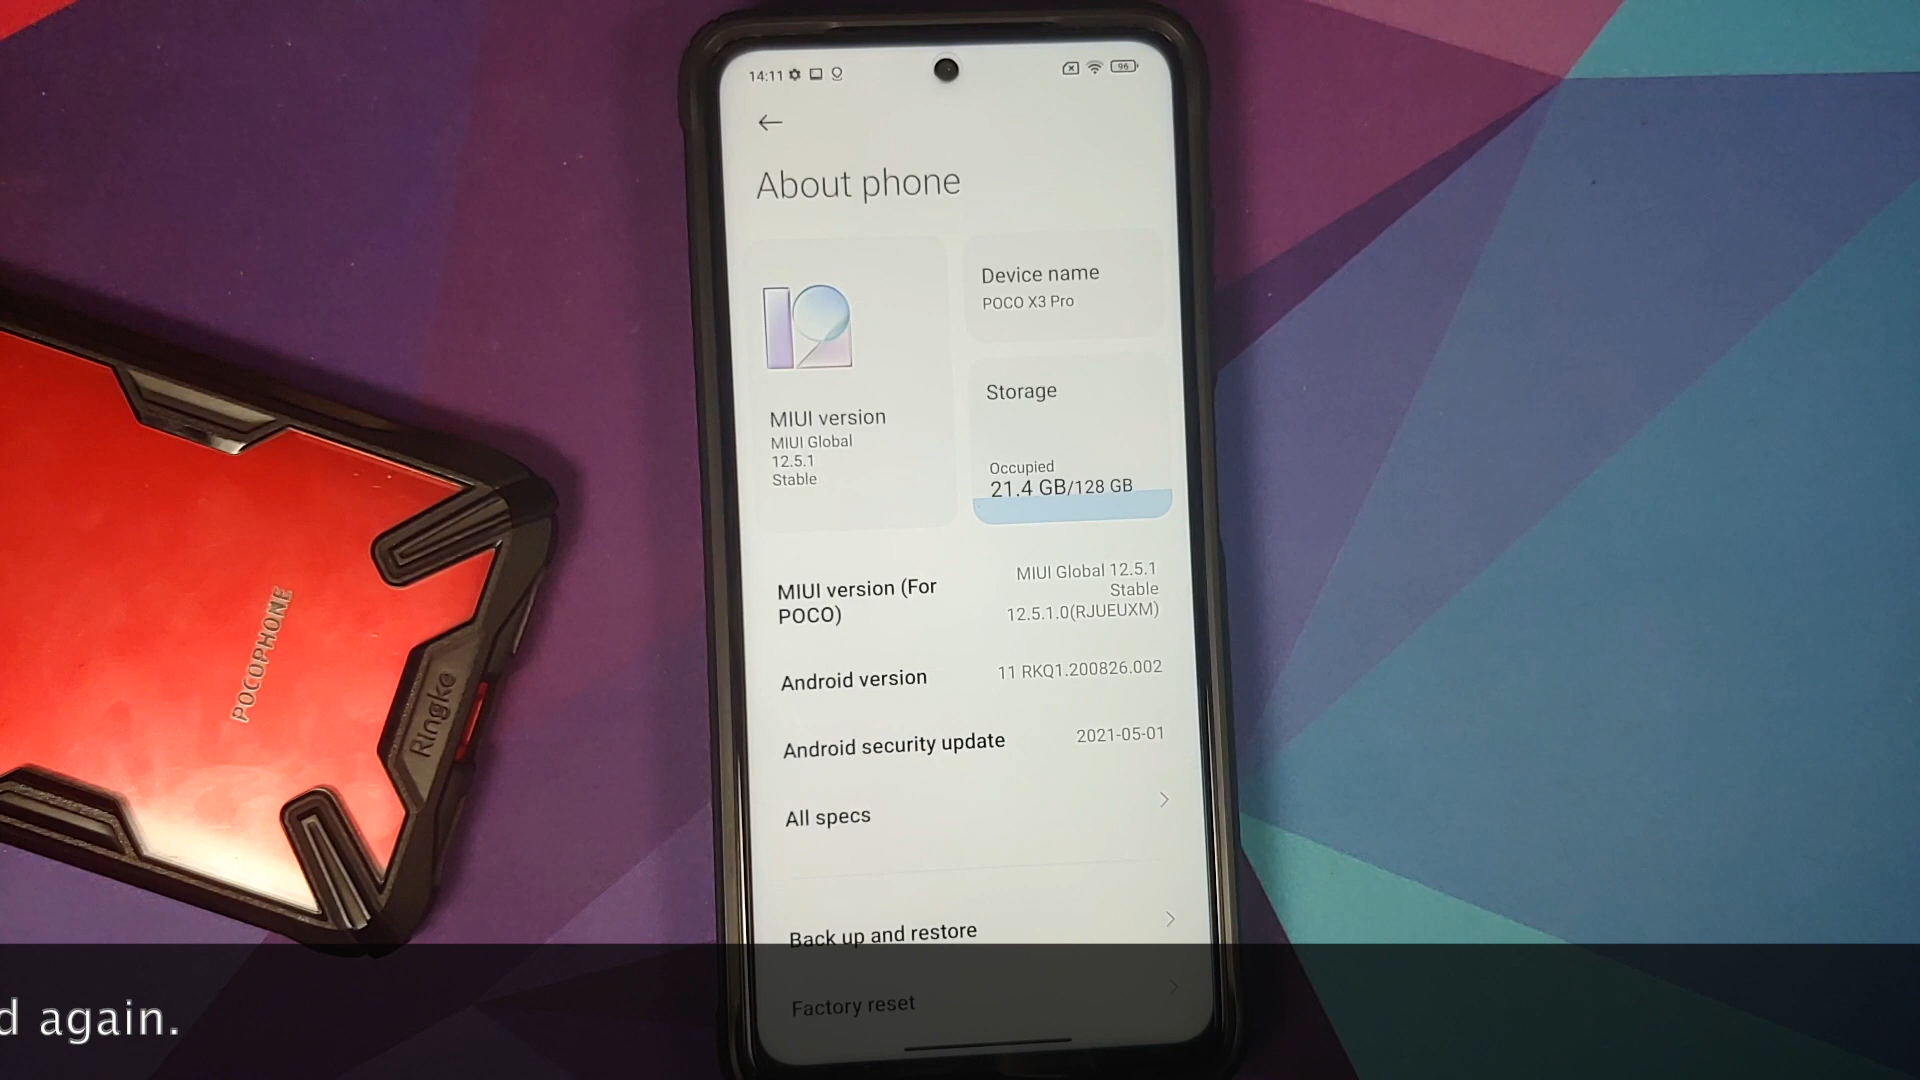 14:11
96
About phone
Device name
POCO X3 Pro
MIUI version
MIUI Global
12.5.1
Stable
Storage
Occupied
21.4 GB/128 GB
MIUI version (For
POCO)
MIUI Global 12.5.1
Stable
12.5.1.0(RJUEUXM)
Android version
11 RKQ1.200826.002
Android security update
2021-05-01
All specs
Back up and restore
Factory reset
POCOPHONE
Ringke
d again.